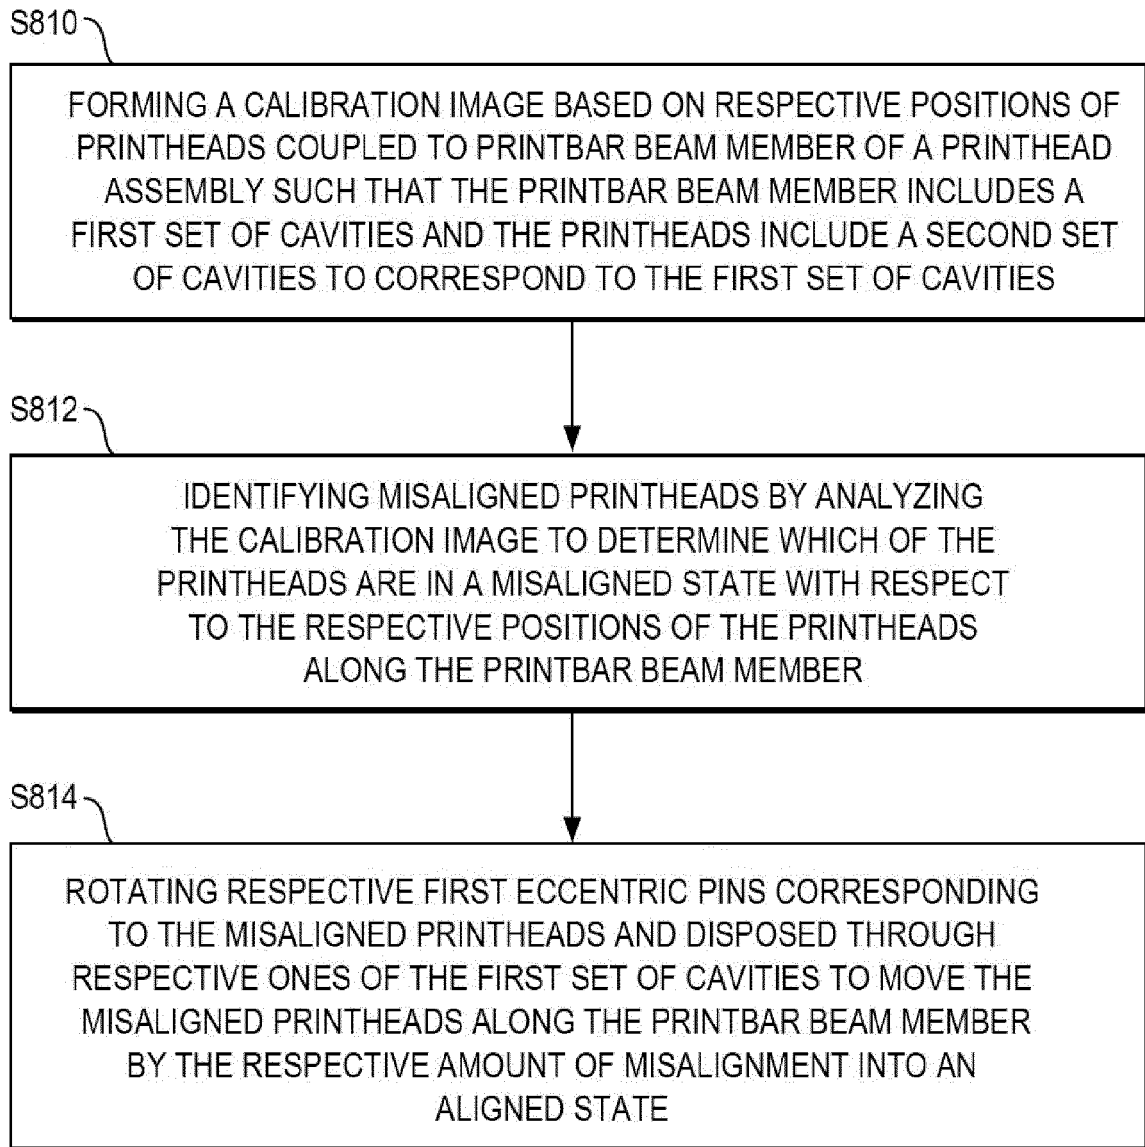 S810
FORMING A CALIBRATION IMAGE BASED ON RESPECTIVE POSITIONS OF
PRINTHEADS COUPLED TO PRINTBAR BEAM MEMBER OF A PRINTHEAD
ASSEMBLY SUCH THAT THE PRINTBAR BEAM MEMBER INCLUDES A
FIRST SET OF CAVITIES AND THE PRINTHEADS INCLUDE A SECOND SET
OF CAVITIES TO CORRESPOND TO THE FIRST SET OF CAVITIES
S812
IDENTIFYING MISALIGNED PRINTHEADS BY ANALYZING
THE CALIBRATION IMAGE TO DETERMINE WHICH OF THE
PRINTHEADS ARE IN A MISALIGNED STATE WITH RESPECT
TO THE RESPECTIVE POSITIONS OF THE PRINTHEADS
ALONG THE PRINTBAR BEAM MEMBER
S814
ROTATING RESPECTIVE FIRST ECCENTRIC PINS CORRESPONDING
TO THE MISALIGNED PRINTHEADS AND DISPOSED THROUGH
RESPECTIVE ONES OF THE FIRST SET OF CAVITIES TO MOVE THE
MISALIGNED PRINTHEADS ALONG THE PRINTBAR BEAM MEMBER
BY THE RESPECTIVE AMOUNT OF MISALIGNMENT INTO AN
ALIGNED STATE